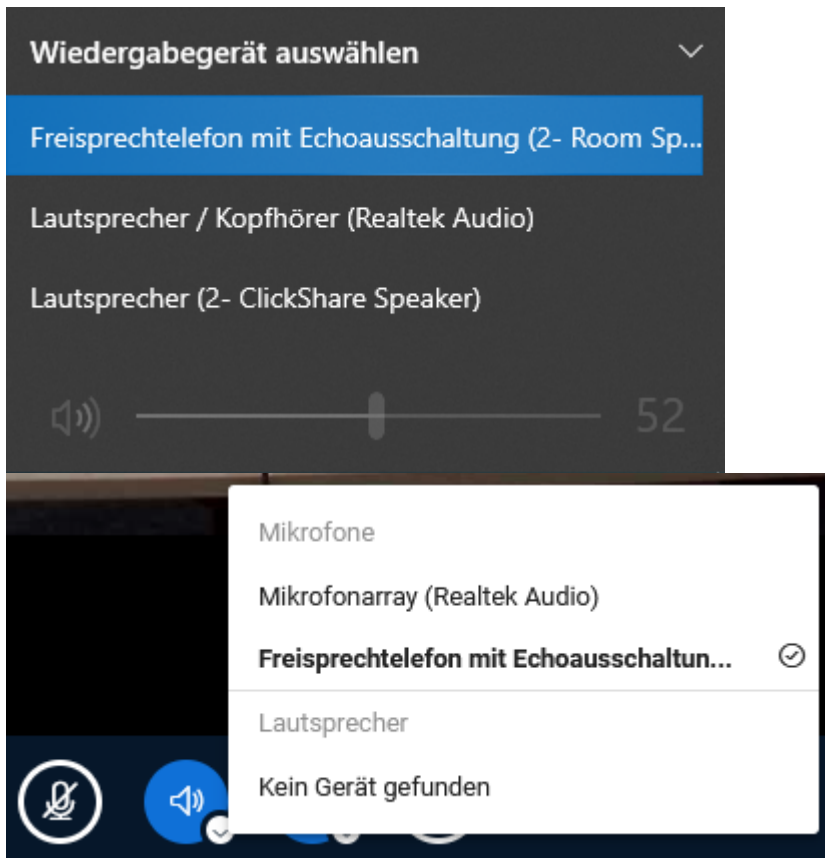 Wiedergabegerät auswählen
Freisprechtelefon mit Echoausschaltung (2- Room Sp...
Lautsprecher / Kopfhörer (Realtek Audio)
Lautsprecher (2- ClickShare Speaker)
52
Mikrofone
Mikrofonarray (Realtek Audio)
Freisprechtelefon mit Echoausschaltun...
Lautsprecher
Kein Gerät gefunden